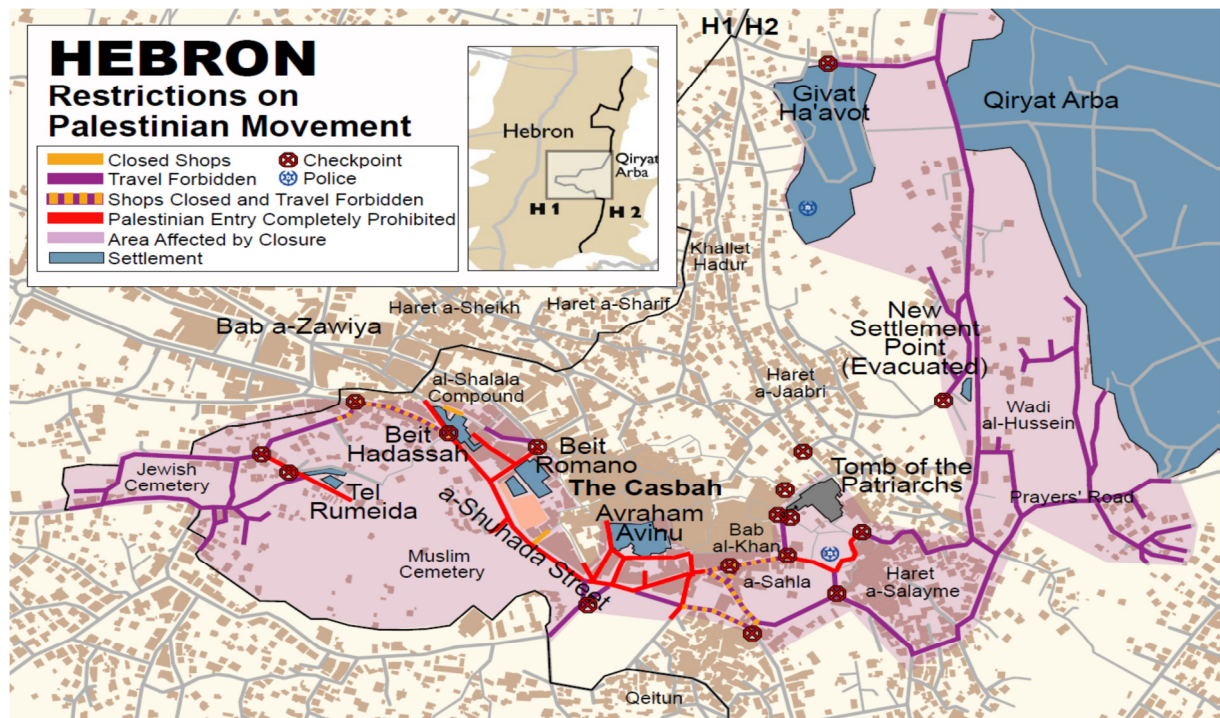 HEBRON
Restrictions on
Palestinian Movement
Closed Shops
Checkpoint
Travel Forbidden
Police
Shops Closed and Travel Forbidden
Palestinian Entry Completely Prohibited
Area Affected by Closure
Settlement
Hebron
Qiryat
Arba
H 1
H 2
H1
H2
Givat
Ha'avot
Qiryat Arba
Khallet
Hadur
Haret a-Sheikh
Haret a-Sharif
Bab a-Zawiya
New
Settlement
Point
(Evacuated)
al-Shalala
Compound
Haret
a-Jaabri
Wadi
al-Hussein
Beit
Hadassah
Beit
Romano
Jewish
Cemetery
Tel
Rumeida
The Casbah
Tomb of the
Patriarchs
Prayers' Road
a-Shuhada Street
Avraham
Avinu
Bab
al-Khan
Muslim
Cemetery
a-Sahla
Haret
a-Salayme
Qeitun